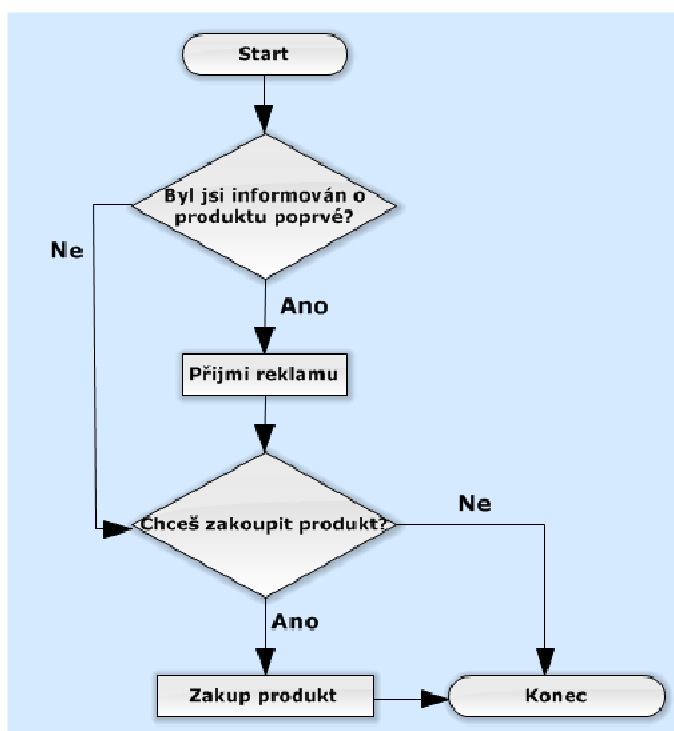 Start
Byl jsi informován o
produktu poprvé?
Ne
Ano
Přijmi reklamu
Ne
Chceš zakoupit produkt?
Ano
Zakup produkt
Konec